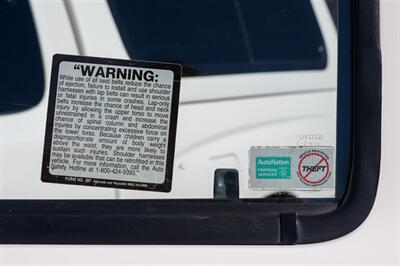 "WARNING:
While use of all seat belts reduce the chance
of ejection, failure to install and use shoulder
harnesses with lap belts can result in serious
or fatal injuries in some crashes. Lap-only
belts increase the chance of head and neck
injury by allowing the upper torso to move
unrestrained in a crash and increase the
chance of spinal column and abdominal
injuries by concentrating excessive force on
the lower torso. Because children carry a
disproportionate amount of body weight
above the waist, they are more likely to
sustain such injuries. Shoulder harnesses
may be available that can be retrofitted in this
vehicle. For more information call the Auto
Safety Hotline at 1-800-424-9393."
FORM NO.
TOYOTA
AutoNation
FINANCIAL SERVICES
THEFT